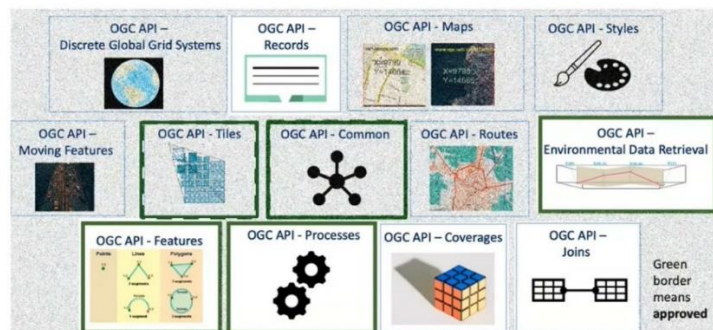 OGC API –
Discrete Global Grid Systems
OGC API –
Records
OGC API - Maps
X=9795
OGC API - Styles
OGC API –
Moving Features
OGC API - Tiles
OGC API - Common
OGC API - Routes
OGC API –
Environmental Data Retrieval
OGC API - Features
Points
Lines
Polygons
OGC API - Processes
OGC API – Coverages
OGC API –
Joins
Green
border
means
approved